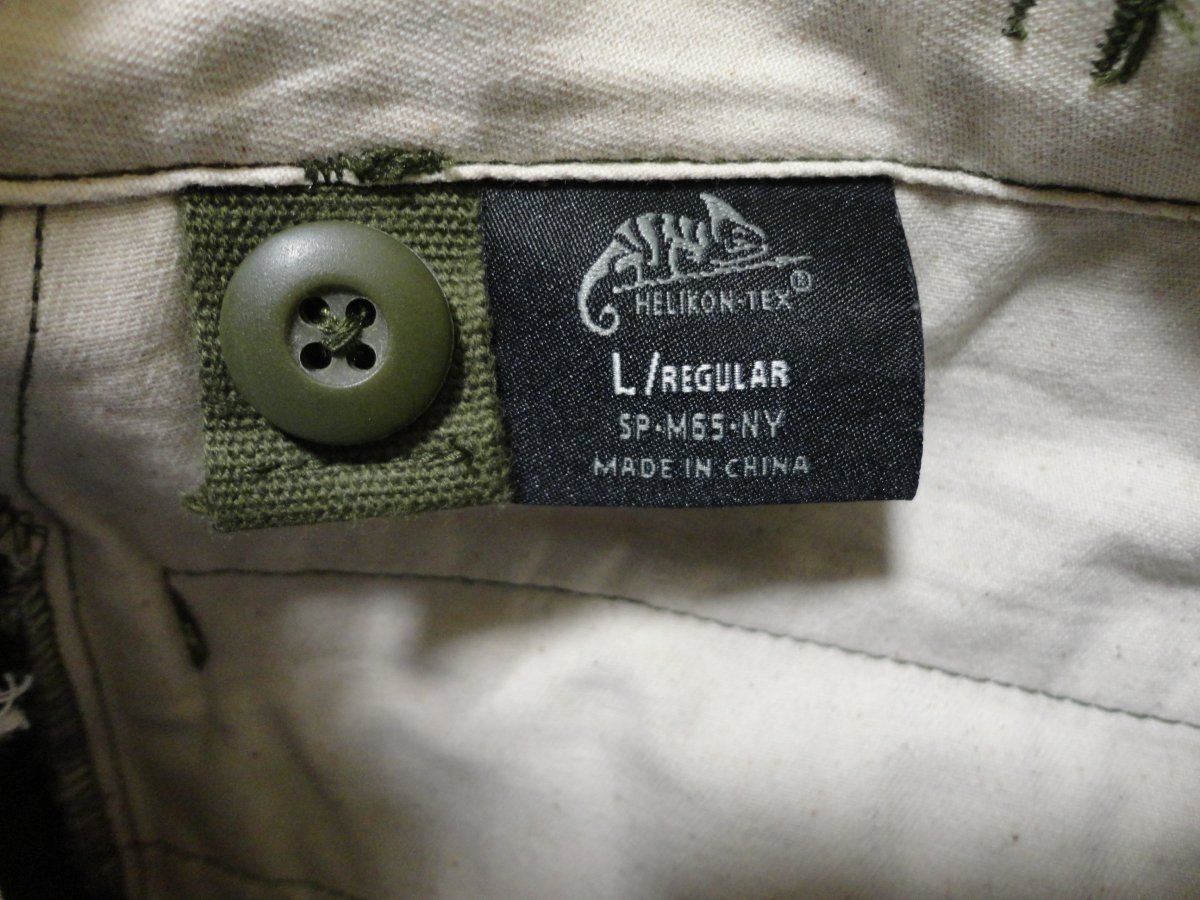 HELIKON-TEX®
L/REGULAR
SP-M65-NY
MADE IN CHINA